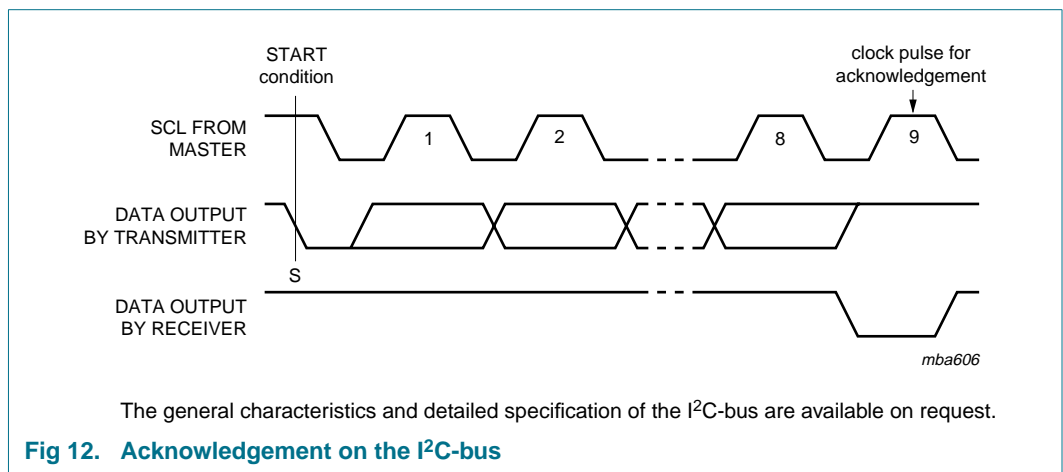 START
condition
clock pulse for
acknowledgement
SCL FROM
MASTER
1
2
8
9
DATA OUTPUT
BY TRANSMITTER
S
DATA OUTPUT
BY RECEIVER
mba606
The general characteristics and detailed specification of the I²C-bus are available on request.
Fig 12. Acknowledgement on the I²C-bus